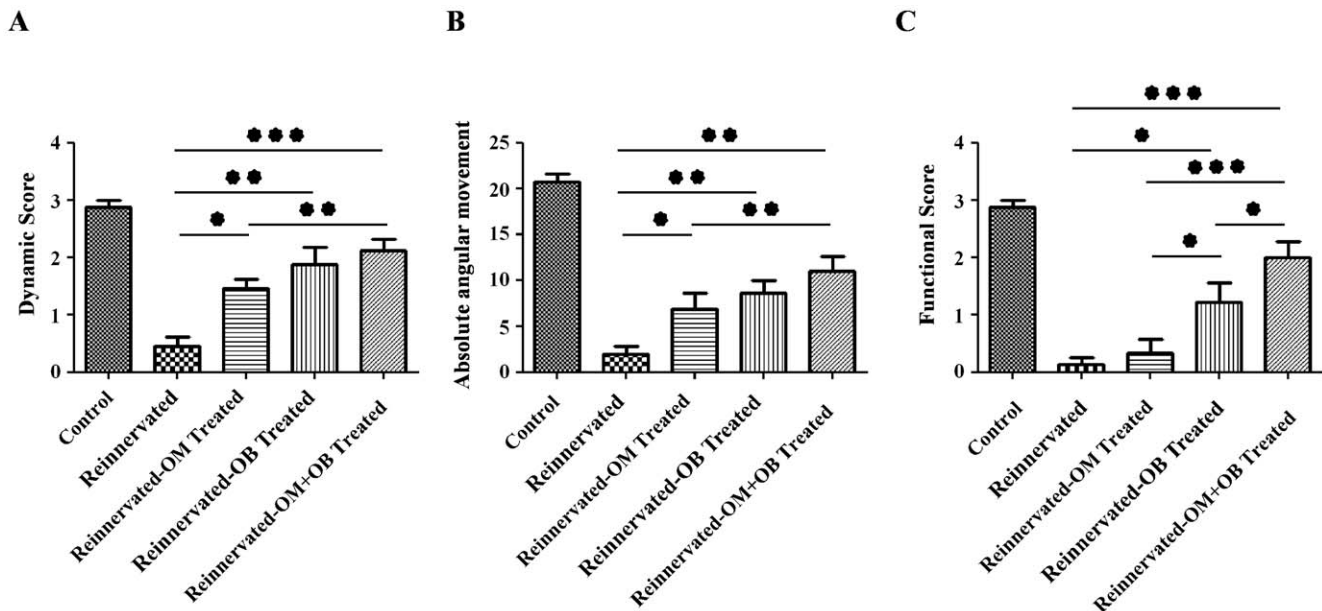 A
B
C
Dynamic Score
4
3
2
1
0
Control
Reinnervated
Reinnervated-OM Treated
Reinnervated-OB Treated
Reinnervated-OM+OB Treated
Absolute angular movement
25
20
15
10
5
0
Control
Reinnervated
Reinnervated-OM Treated
Reinnervated-OB Treated
Reinnervated-OM+OB Treated
Functional Score
4
3
2
1
0
Control
Reinnervated
Reinnervated-OM Treated
Reinnervated-OB Treated
Reinnervated-OM+OB Treated